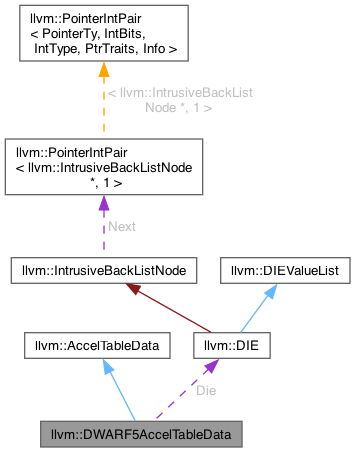 llvm::PointerIntPair
< PointerTy, IntBits,
IntType, PtrTraits, Info >
< llvm::IntrusiveBackList
Node *, 1 >
llvm::PointerIntPair
< llvm::IntrusiveBackListNode
*, 1 >
Next
llvm::IntrusiveBackListNode
llvm::DIEValueList
llvm::AccelTableData
llvm::DIE
Die
llvm::DWARF5AccelTableData